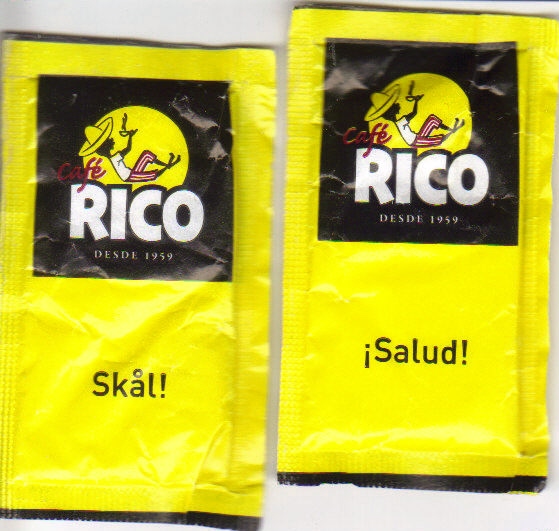 Café
RICO
DESDE 1959
Skål!
Café
RICO
DESDE 1959
¡Salud!